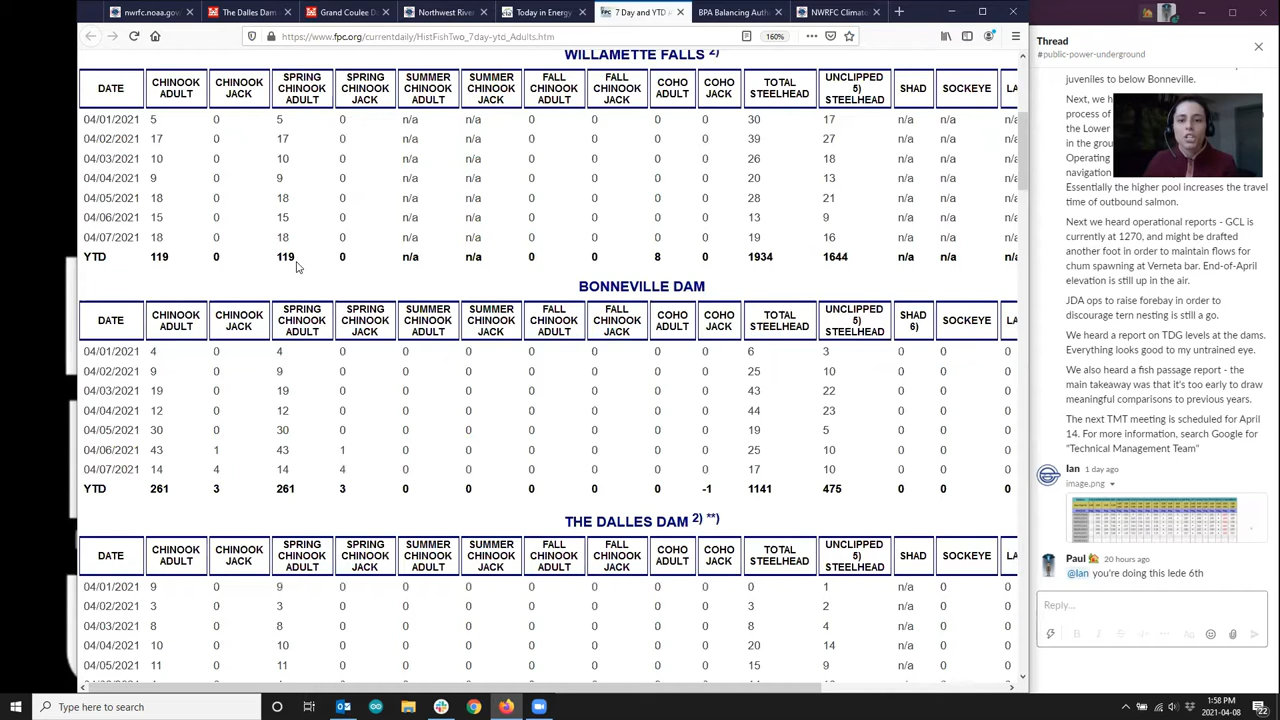 nwrfc.noaa.gov
The Dalles Dam
Grand Coulee D
Northwest River
Today in Energy
7 Day and YTD A
BPA Balancing Auth
NWRFC Climate
https://www.fpc.org/currentdaily/HistFishTwo_7day-ytd_Adults.htm
160%
WILLAMETTE FALLS 2)
DATE CHINOOK ADULT CHINOOK JACK SPRING CHINOOK ADULT SPRING CHINOOK JACK SUMMER CHINOOK ADULT SUMMER CHINOOK JACK FALL CHINOOK ADULT FALL CHINOOK JACK COHO ADULT COHO JACK TOTAL STEELHEAD UNCLIPPED 5) STEELHEAD SHAD SOCKEYE
04/01/2021 5 0 5 0 n/a n/a 0 0 0 0 30 17 n/a n/a n/a
04/02/2021 17 0 17 0 n/a n/a 0 0 0 0 39 27 n/a n/a n/a
04/03/2021 10 0 10 0 n/a n/a 0 0 0 0 26 18 n/a n/a n/a
04/04/2021 9 0 9 0 n/a n/a 0 0 0 0 20 13 n/a n/a n/a
04/05/2021 18 0 18 0 n/a n/a 0 0 0 0 28 21 n/a n/a n/a
04/06/2021 15 0 15 0 n/a n/a 0 0 0 0 13 9 n/a n/a n/a
04/07/2021 18 0 18 0 n/a n/a 0 0 0 0 19 16 n/a n/a n/a
YTD 119 0 119 0 n/a n/a 0 0 8 0 1934 1644 n/a n/a n/a
BONNEVILLE DAM
DATE CHINOOK ADULT CHINOOK JACK SPRING CHINOOK ADULT SPRING CHINOOK JACK SUMMER CHINOOK ADULT SUMMER CHINOOK JACK FALL CHINOOK ADULT FALL CHINOOK JACK COHO ADULT COHO JACK TOTAL STEELHEAD UNCLIPPED 5) STEELHEAD SHAD 6) SOCKEYE
04/01/2021 4 0 4 0 0 0 0 0 0 0 6 3 0 0 0
04/02/2021 9 0 9 0 0 0 0 0 0 0 25 10 0 0 0
04/03/2021 19 0 19 0 0 0 0 0 0 0 43 22 0 0 0
04/04/2021 12 0 12 0 0 0 0 0 0 0 44 23 0 0 0
04/05/2021 30 0 30 0 0 0 0 0 0 0 19 5 0 0 0
04/06/2021 43 1 43 1 0 0 0 0 0 0 25 10 0 0 0
04/07/2021 14 4 14 4 0 0 0 0 0 0 17 10 0 0 0
YTD 261 3 261 3 0 0 0 0 0 -1 1141 475 0 0 0
THE DALLES DAM 2) **)
DATE CHINOOK ADULT CHINOOK JACK SPRING CHINOOK ADULT SPRING CHINOOK JACK SUMMER CHINOOK ADULT SUMMER CHINOOK JACK FALL CHINOOK ADULT FALL CHINOOK JACK COHO ADULT COHO JACK TOTAL STEELHEAD UNCLIPPED 5) STEELHEAD SHAD SOCKEYE
04/01/2021 9 0 9 0 0 0 0 0 0 0 0 1 n/a 0 0
04/02/2021 3 0 3 0 0 0 0 0 0 0 3 2 n/a 0 0
04/03/2021 8 0 8 0 0 0 0 0 0 0 8 4 n/a 0 0
04/04/2021 10 0 10 0 0 0 0 0 0 0 20 14 n/a 0 0
04/05/2021 11 0 11 0 0 0 0 0 0 0 15 9 n/a 0 0
Thread
#public-power-underground
juveniles to below Bonneville.
Next, we h
process of
the Lower
in the grou
Operating
navigation
Essentially the higher pool increases the travel
time of outbound salmon.
Next we heard operational reports - GCL is
currently at 1270, and might be drafted
another foot in order to maintain flows for
chum spawning at Verneta bar. End-of-April
elevation is still up in the air.
JDA ops to raise forebay in order to
discourage tern nesting is still a go.
We heard a report on TDG levels at the dams.
Everything looks good to my untrained eye.
We also heard a fish passage report - the
main takeaway was that it's too early to draw
meaningful comparisons to previous years.
The next TMT meeting is scheduled for April
14. For more information, search Google for
"Technical Management Team"
Ian 1 day ago
image.png
Paul 20 hours ago
@Ian you're doing this lede 6th
Reply...
Type here to search
1:58 PM
2021-04-08
22